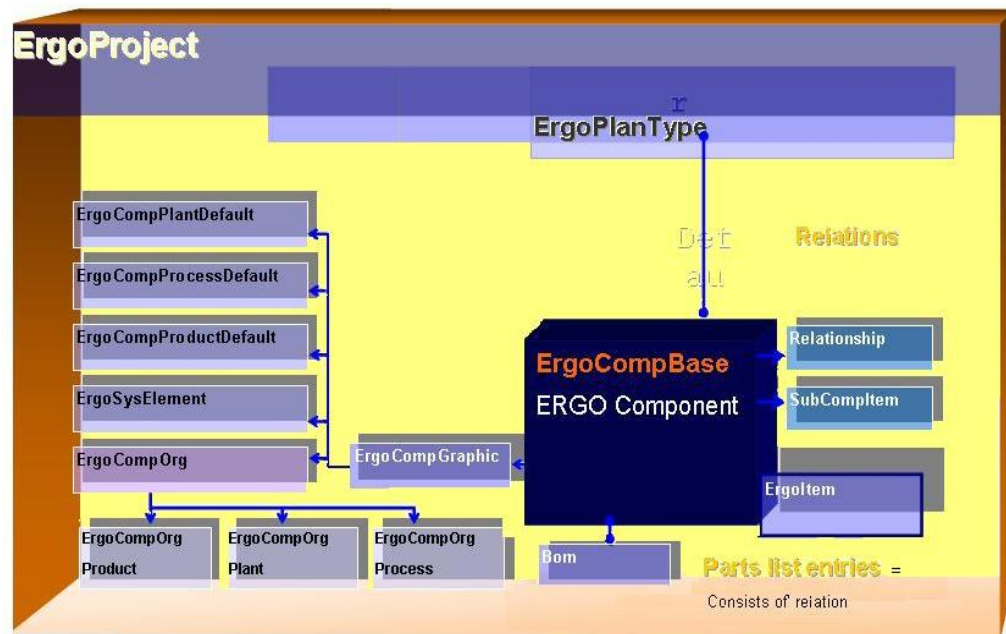 ErgoProject
r
ErgoPlanType
ErgoCompPlantDefault
Def
au
Relations
ErgoCompProcessDefault
ErgoCompProductDefault
ErgoCompBase
ERGO Component
Relationship
ErgoSysElement
SubCompItem
ErgoCompOrg
ErgoCompGraphic
ErgoItem
ErgoCompOrg
Product
ErgoCompOrg
Plant
ErgoCompOrg
Process
Bom
Parts list entries =
Consists of relation